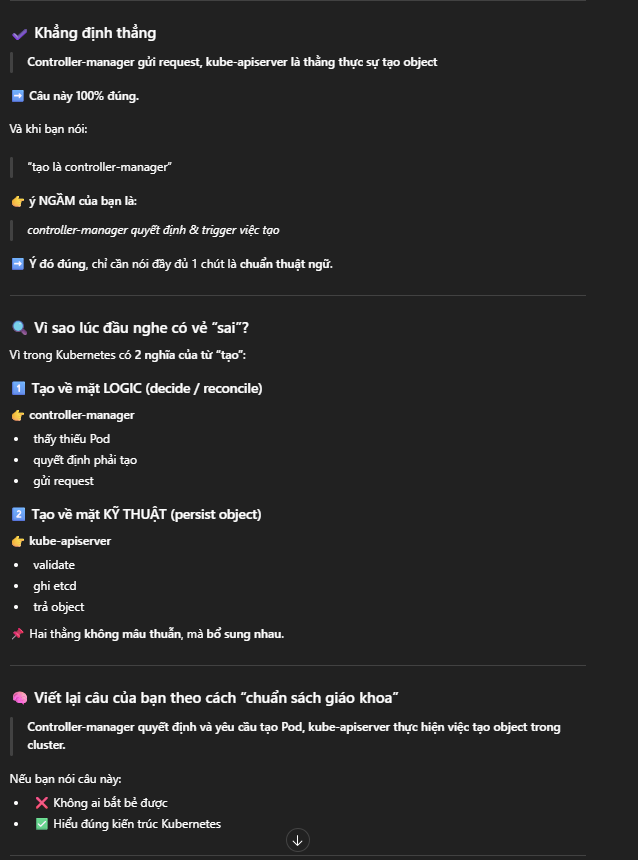 Khẳng định thẳng
Controller-manager gửi request, kube-apiserver là thằng thực sự tạo object
Câu này 100% đúng.
Và khi bạn nói:
“tạo là controller-manager”
ý NGẦM của bạn là:
controller-manager quyết định & trigger việc tạo
Ý đó đúng, chỉ cần nói đầy đủ 1 chút là chuẩn thuật ngữ.
Vì sao lúc đầu nghe có vẻ “sai”?
Vì trong Kubernetes có 2 nghĩa của từ “tạo”:
1 Tạo về mặt LOGIC (decide / reconcile)
controller-manager
• thấy thiếu Pod
• quyết định phải tạo
• gửi request
2 Tạo về mặt KỸ THUẬT (persist object)
kube-apiserver
• validate
• ghi etcd
• trả object
Hai thằng không mâu thuẫn, mà bổ sung nhau.
Viết lại câu của bạn theo cách “chuẩn sách giáo khoa”
Controller-manager quyết định và yêu cầu tạo Pod, kube-apiserver thực hiện việc tạo object trong
cluster.
Nếu bạn nói câu này:
• ❌ Không ai bắt bẻ được
• ✅ Hiểu đúng kiến trúc Kubernetes